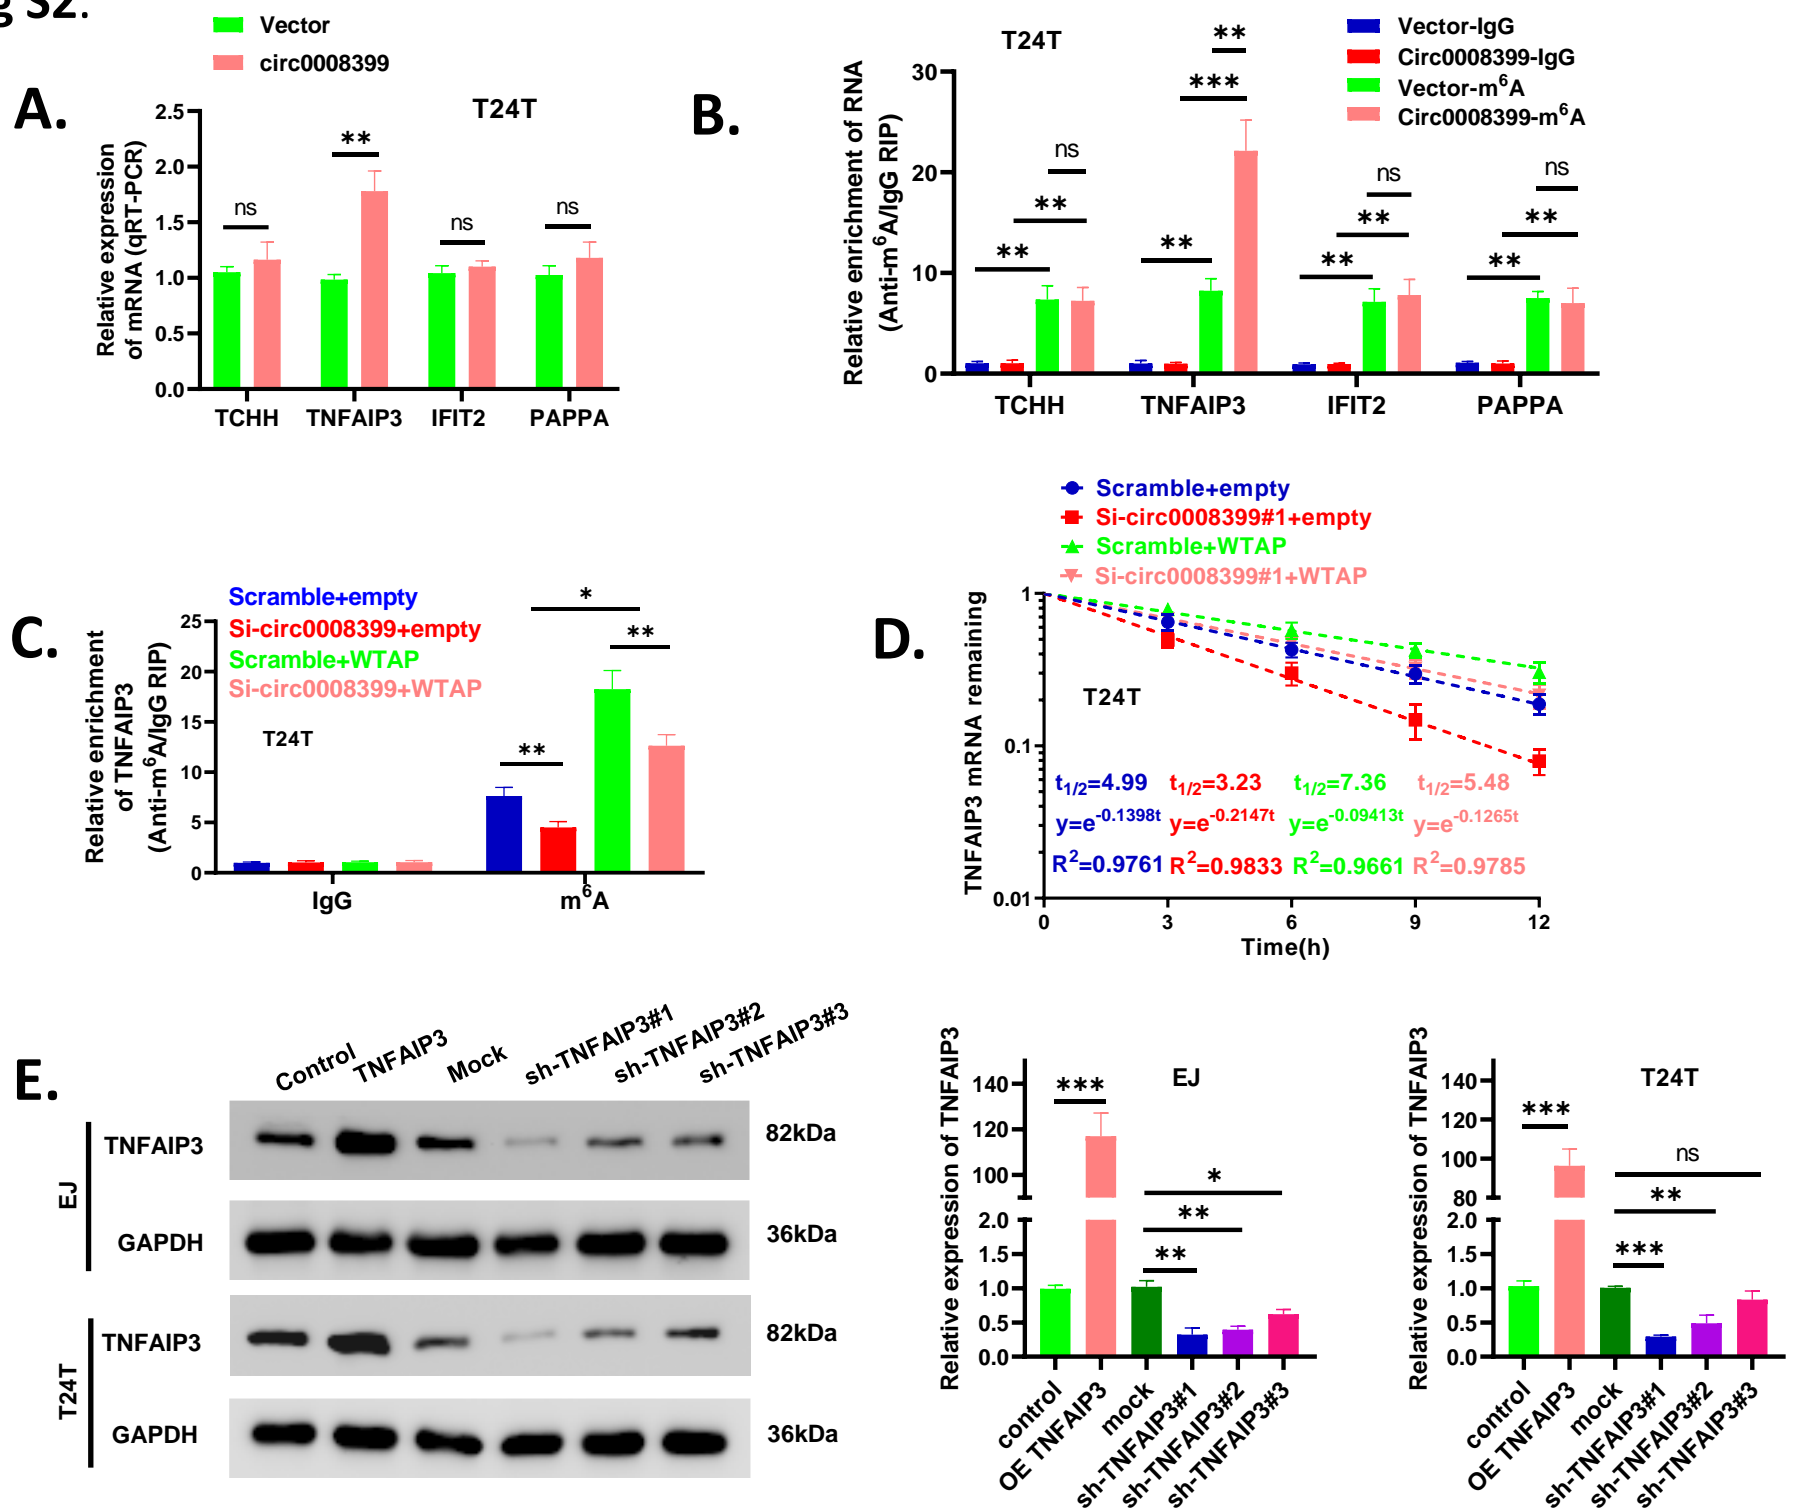 g S2.
A.
Vector
circ0008399
T24T
Relative expression
of mRNA (qRT-PCR)
2.5
2.0
1.5
1.0
0.5
0.0
ns
**
ns
ns
TCHH TNFAIP3 IFIT2 PAPPA
B.
T24T
Vector-IgG
Circ0008399-IgG
Vector-m6A
Circ0008399-m6A
Relative enrichment of RNA
(Anti-m6A/IgG RIP)
30
20
10
0
**
**
ns
**
***
**
**
**
ns
**
**
ns
TCHH TNFAIP3 IFIT2 PAPPA
C.
Scramble+empty
Si-circ0008399+empty
Scramble+WTAP
Si-circ0008399+WTAP
T24T
Relative enrichment
of TNFAIP3
(Anti-m6A/IgG RIP)
25
20
15
10
5
0
**
*
**
IgG m6A
D.
Scramble+empty
Si-circ0008399#1+empty
Scramble+WTAP
Si-circ0008399#1+WTAP
TNFAIP3 mRNA remaining
1
0.1
0.01
T24T
t1/2=4.99 t1/2=3.23 t1/2=7.36 t1/2=5.48
y=e-0.1398t y=e-0.2147t y=e-0.09413t y=e-0.1265t
R2=0.9761 R2=0.9833 R2=0.9661 R2=0.9785
0 3 6 9 12
Time(h)
E.
Control TNFAIP3 Mock sh-TNFAIP3#1 sh-TNFAIP3#2 sh-TNFAIP3#3
EJ
TNFAIP3 82kDa
GAPDH 36kDa
T24T
TNFAIP3 82kDa
GAPDH 36kDa
Relative expression of TNFAIP3
EJ
140
120
100
2.0
1.5
1.0
0.5
0.0
***
*
**
**
control OE TNFAIP3 mock sh-TNFAIP3#1 sh-TNFAIP3#2 sh-TNFAIP3#3
Relative expression of TNFAIP3
T24T
140
120
100
80
2.0
1.5
1.0
0.5
0.0
***
ns
**
***
control OE TNFAIP3 mock sh-TNFAIP3#1 sh-TNFAIP3#2 sh-TNFAIP3#3